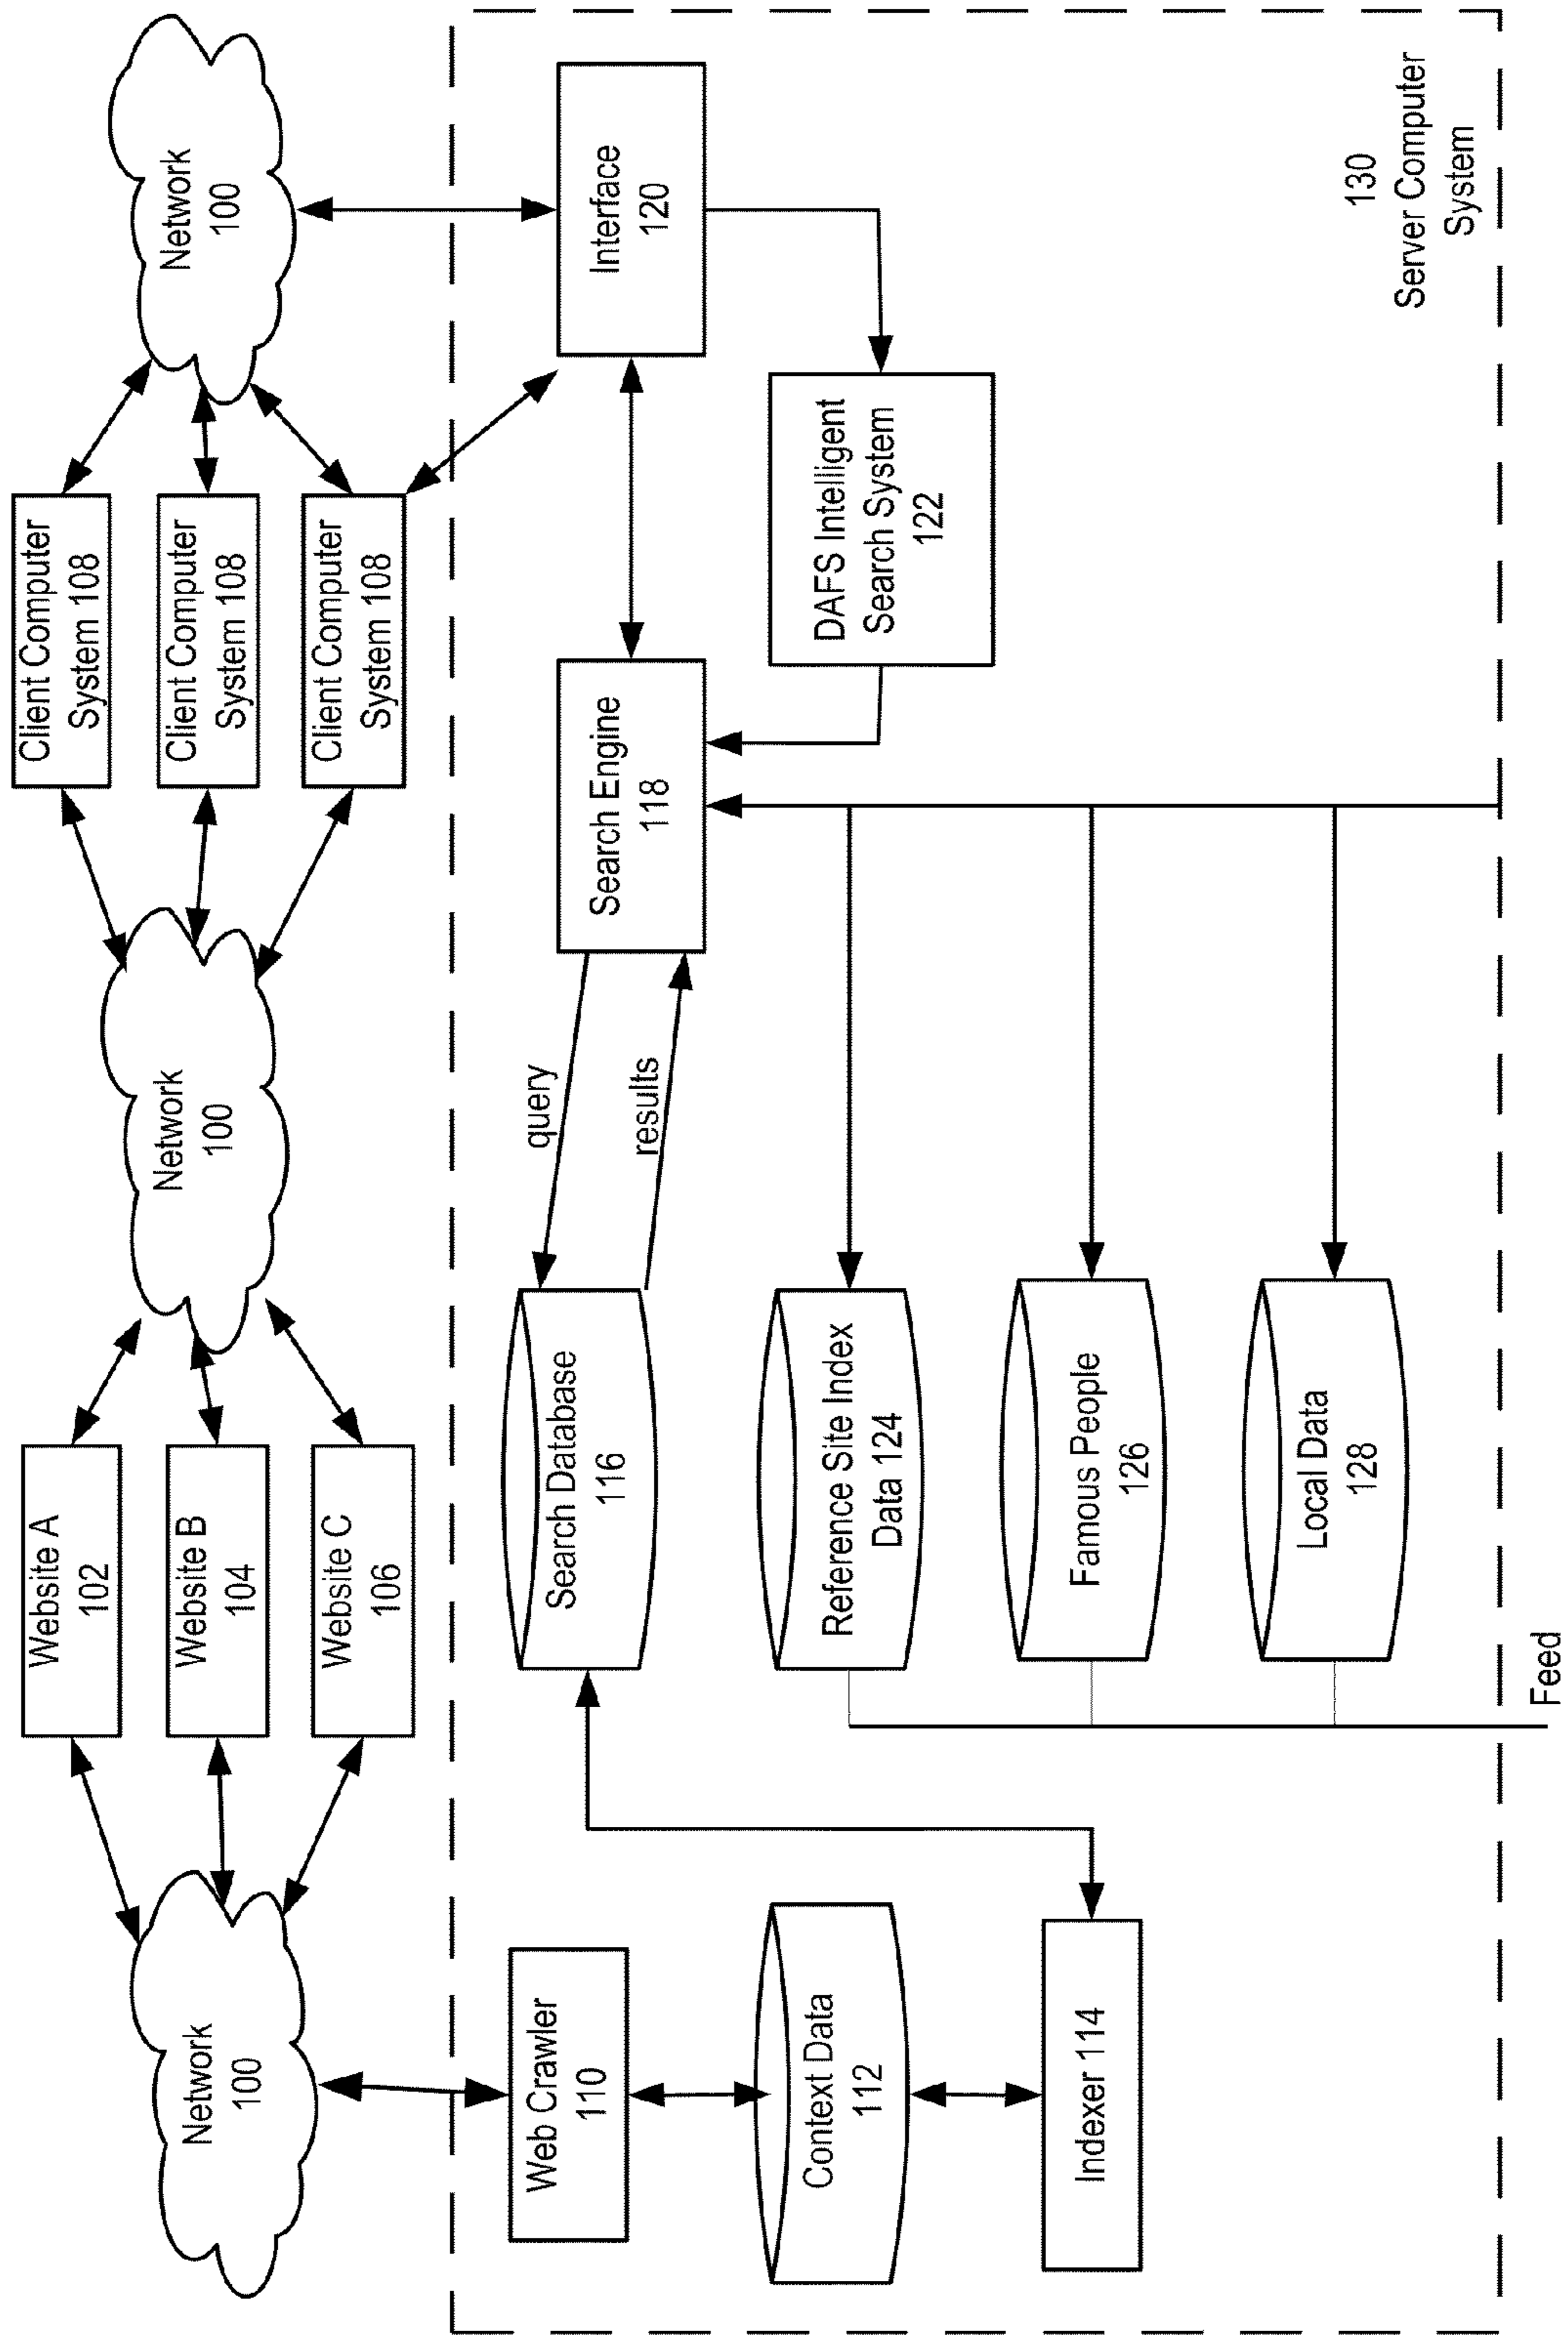 Network
100
Website A
102
Website B
104
Website C
106
Network
100
Client Computer
System 108
Client Computer
System 108
Client Computer
System 108
Network
100
Web Crawler
110
Context Data
112
Indexer 114
Search Database
116
query
results
Search Engine
118
Interface
120
DAFS Intelligent
Search System
122
Reference Site Index
Data 124
Famous People
126
Local Data
128
Feed
130
Server Computer
System